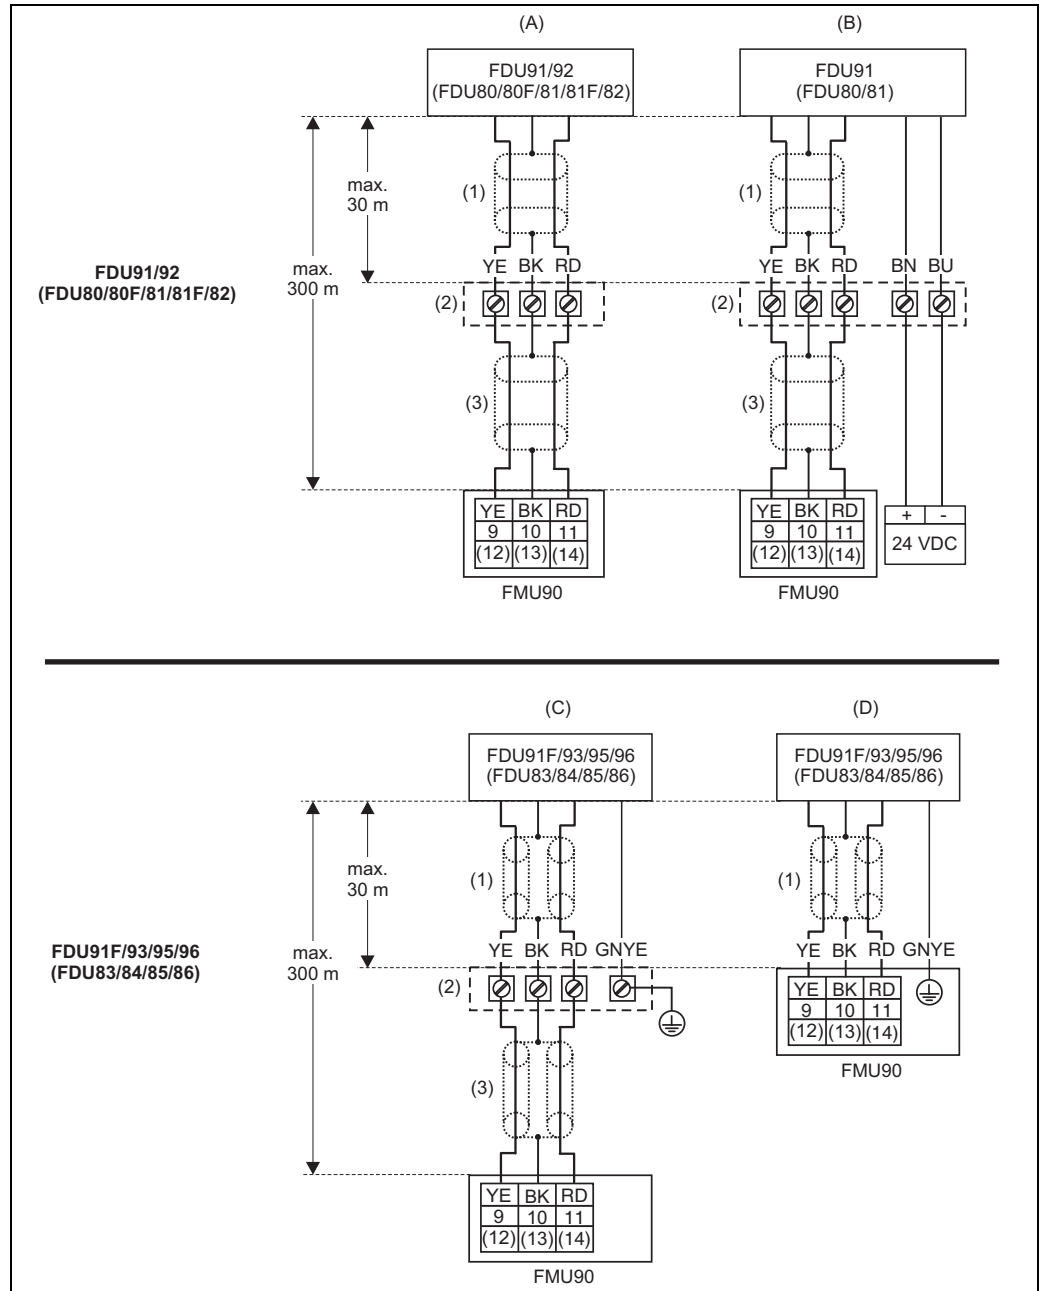 (A)
(B)
FDU91/92
(FDU80/80F/81/81F/82)
FDU91
(FDU80/81)
max.
30 m
max.
300 m
FDU91/92
(FDU80/80F/81/81F/82)
(1)
YE BK RD
(2)
(3)
YE BK RD
9 10 11
(12) (13) (14)
FMU90
(1)
YE BK RD BN BU
(2)
(3)
YE BK RD
9 10 11
(12) (13) (14)
FMU90
+ -
24 VDC
(C)
(D)
FDU91F/93/95/96
(FDU83/84/85/86)
FDU91F/93/95/96
(FDU83/84/85/86)
max.
30 m
max.
300 m
FDU91F/93/95/96
(FDU83/84/85/86)
(1)
YE BK RD GNYE
(2)
(3)
YE BK RD
9 10 11
(12) (13) (14)
FMU90
(1)
YE BK RD GNYE
YE BK RD
9 10 11
(12) (13) (14)
FMU90